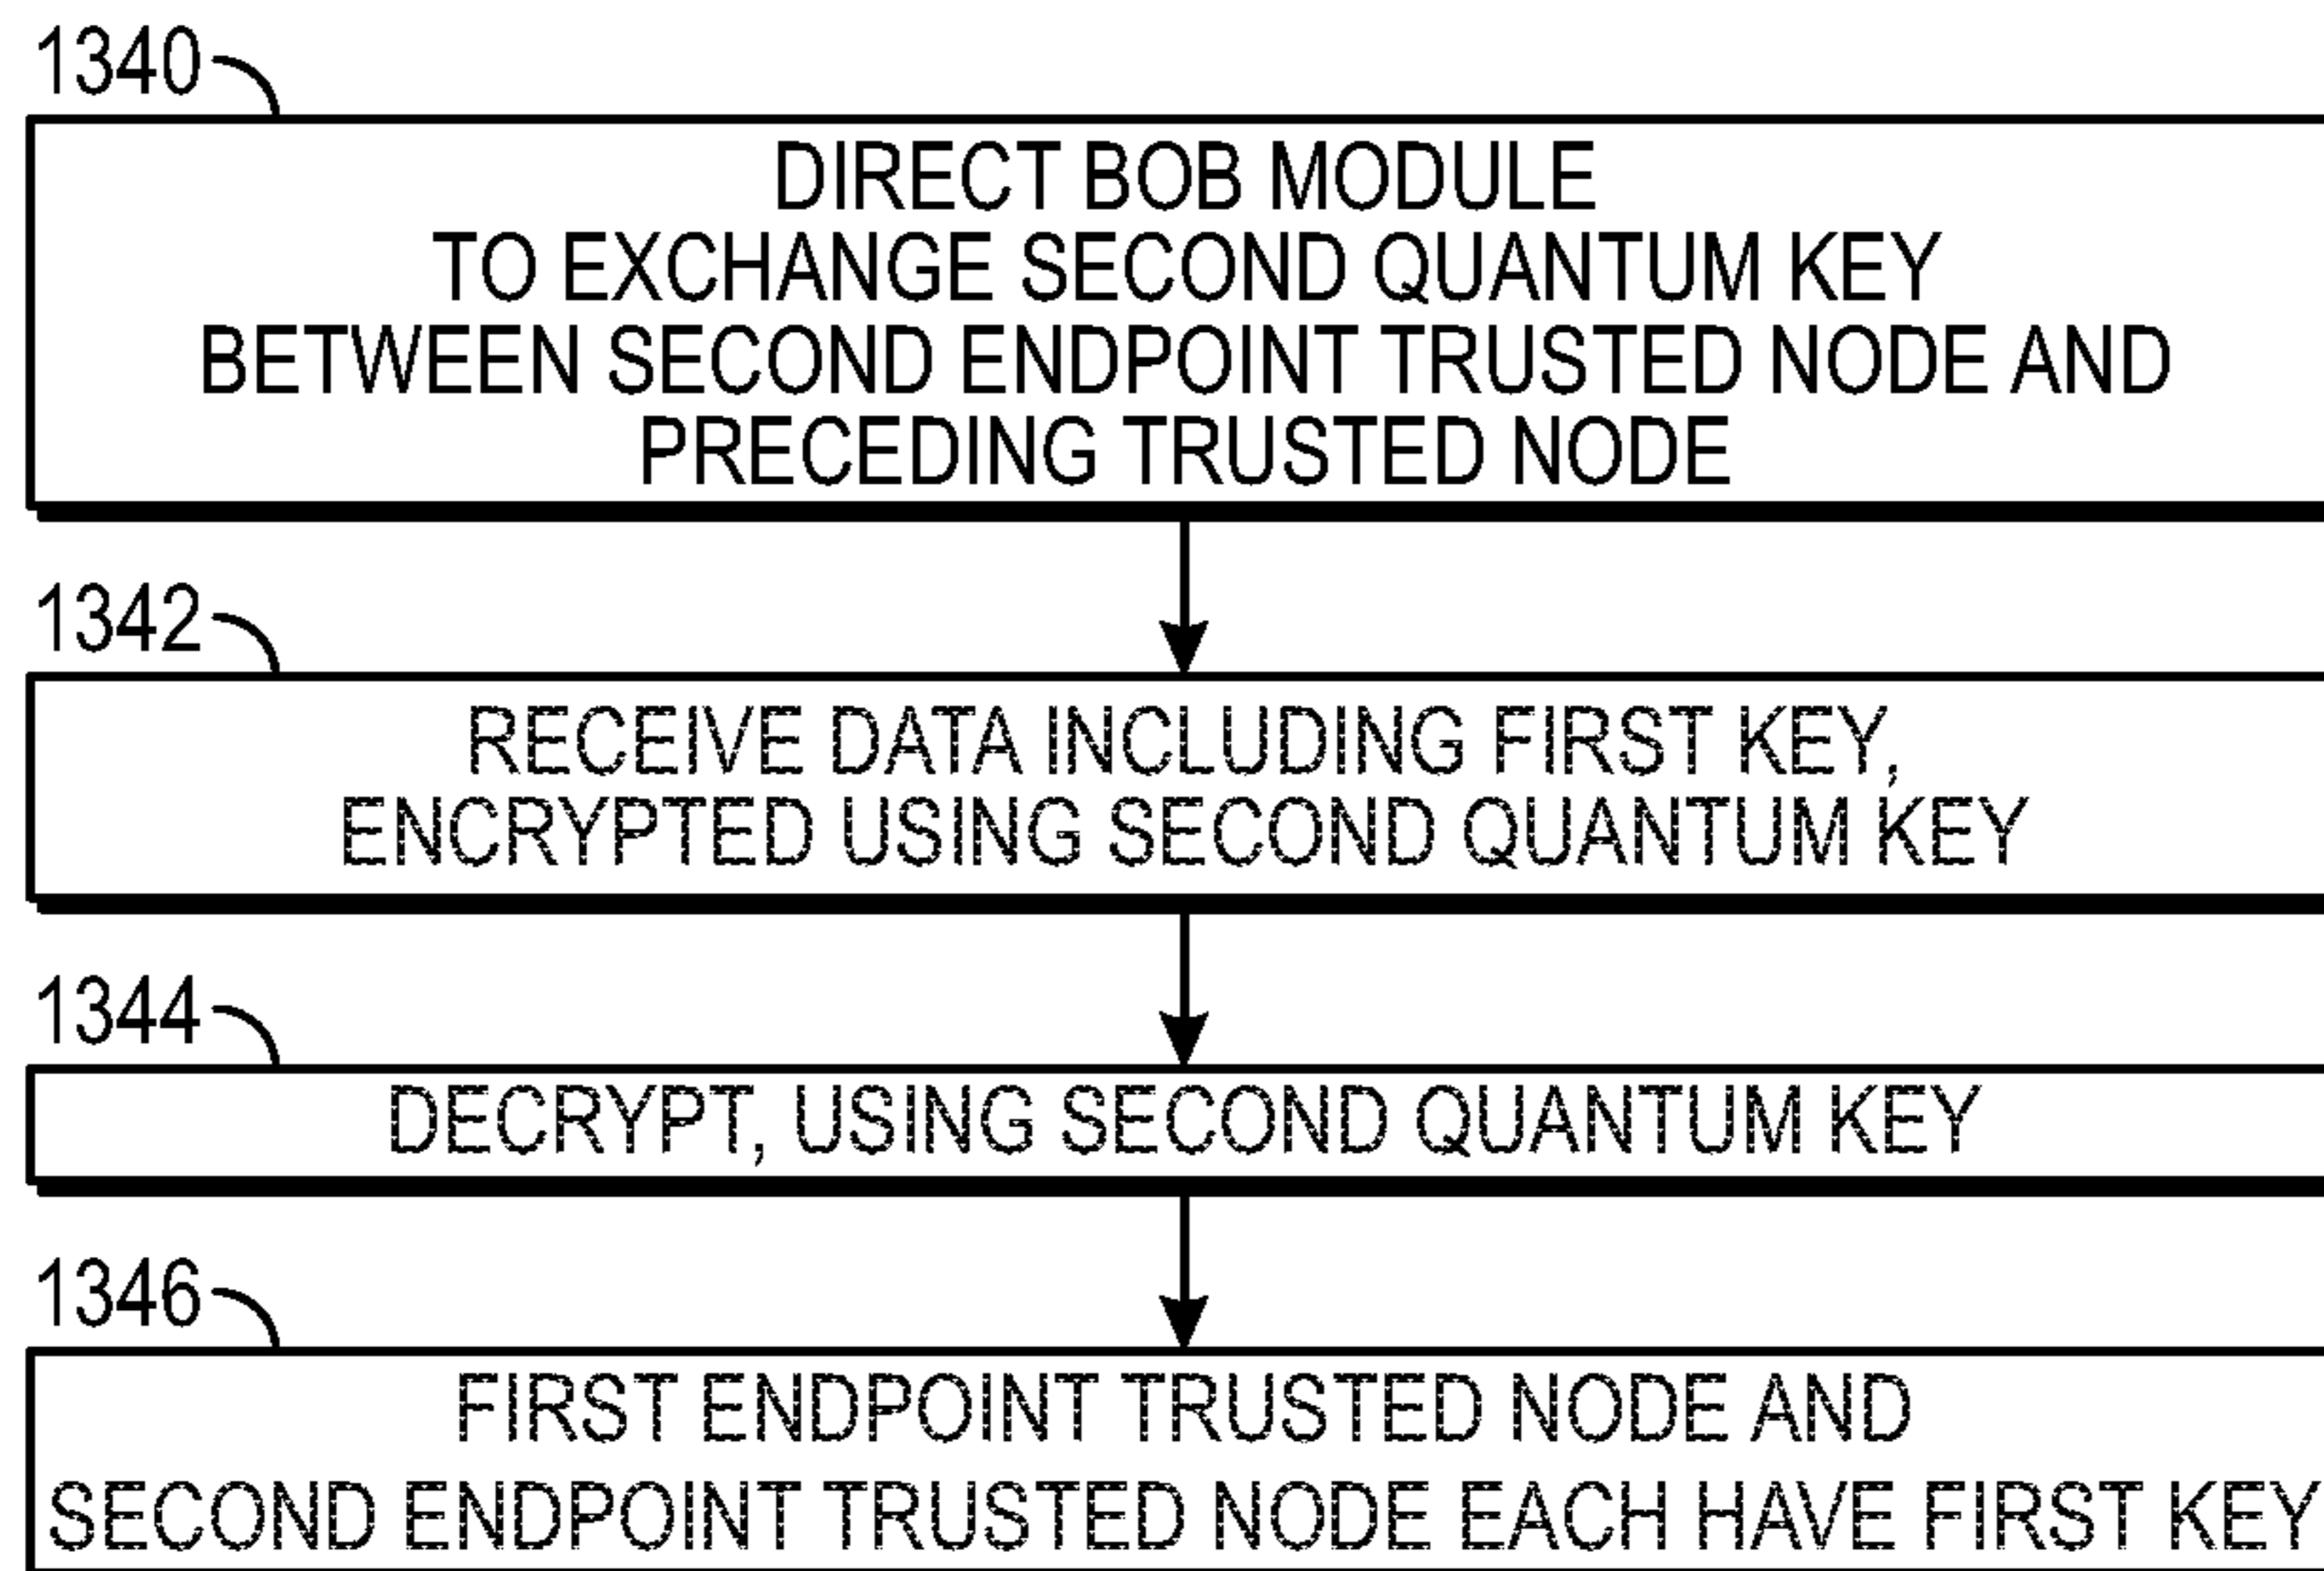 1340
DIRECT BOB MODULE
TO EXCHANGE SECOND QUANTUM KEY
BETWEEN SECOND ENDPOINT TRUSTED NODE AND
PRECEDING TRUSTED NODE
1342
RECEIVE DATA INCLUDING FIRST KEY,
ENCRYPTED USING SECOND QUANTUM KEY
1344
DECRYPT, USING SECOND QUANTUM KEY
1346
FIRST ENDPOINT TRUSTED NODE AND
SECOND ENDPOINT TRUSTED NODE EACH HAVE FIRST KEY